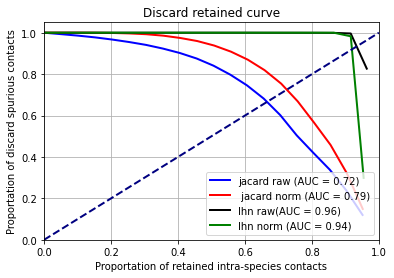 Discard retained curve
Proportation of discard spurious contacts
1.0
0.8
0.6
0.4
0.2
0.0
jacard raw (AUC = 0.72)
jacard norm (AUC = 0.79)
lhn raw(AUC = 0.96)
lhn norm (AUC = 0.94)
0.0 0.2 0.4 0.6 0.8 1.0
Proportation of retained intra-species contacts